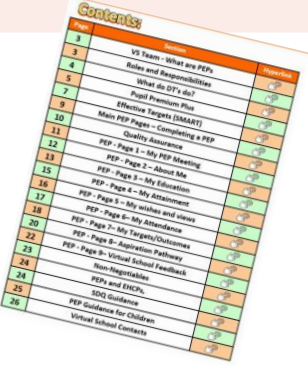 Contents:
Page Section Hyperlink
3 VS Team - What are PEPs
3 Roles and Responsibilities
4 What do DT's do?
5 Pupil Premium Plus
7 Effective Targets (SMART)
9 Main PEP Pages – Completing a PEP
10 Quality Assurance
11 PEP - Page 1 – My PEP Meeting
12 PEP - Page 2 – About Me
13 PEP - Page 3 – My Education
15 PEP - Page 4 – My Attainment
16 PEP - Page 5 – My wishes and views
17 PEP - Page 6– My Attendance
18 PEP - Page 7– My Targets/Outcomes
20 PEP - Page 8– Aspiration Pathway
22 PEP - Page 9– Virtual School Feedback
23 Non-Negotiables
24 PEPs and EHCPs,
24 SDQ Guidance
25 PEP Guidance for Children
26 Virtual School Contacts